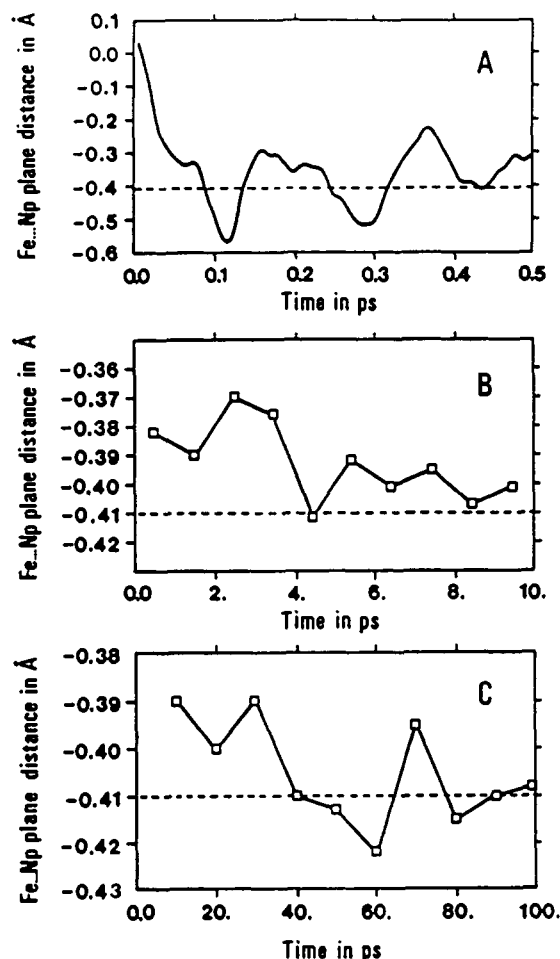 Fe...Np plane distance in Å
0.1
0.0
-0.1
-0.2
-0.3
-0.4
-0.5
-0.6
A
0.0 0.1 0.2 0.3 0.4 0.5
Time in ps
Fe...Np plane distance in Å
-0.36
-0.37
-0.38
-0.39
-0.40
-0.41
-0.42
B
0.0 2. 4. 6. 8. 10.
Time in ps
Fe...Np plane distance in Å
-0.38
-0.39
-0.40
-0.41
-0.42
-0.43
C
0.0 20. 40. 60. 80. 100.
Time in ps